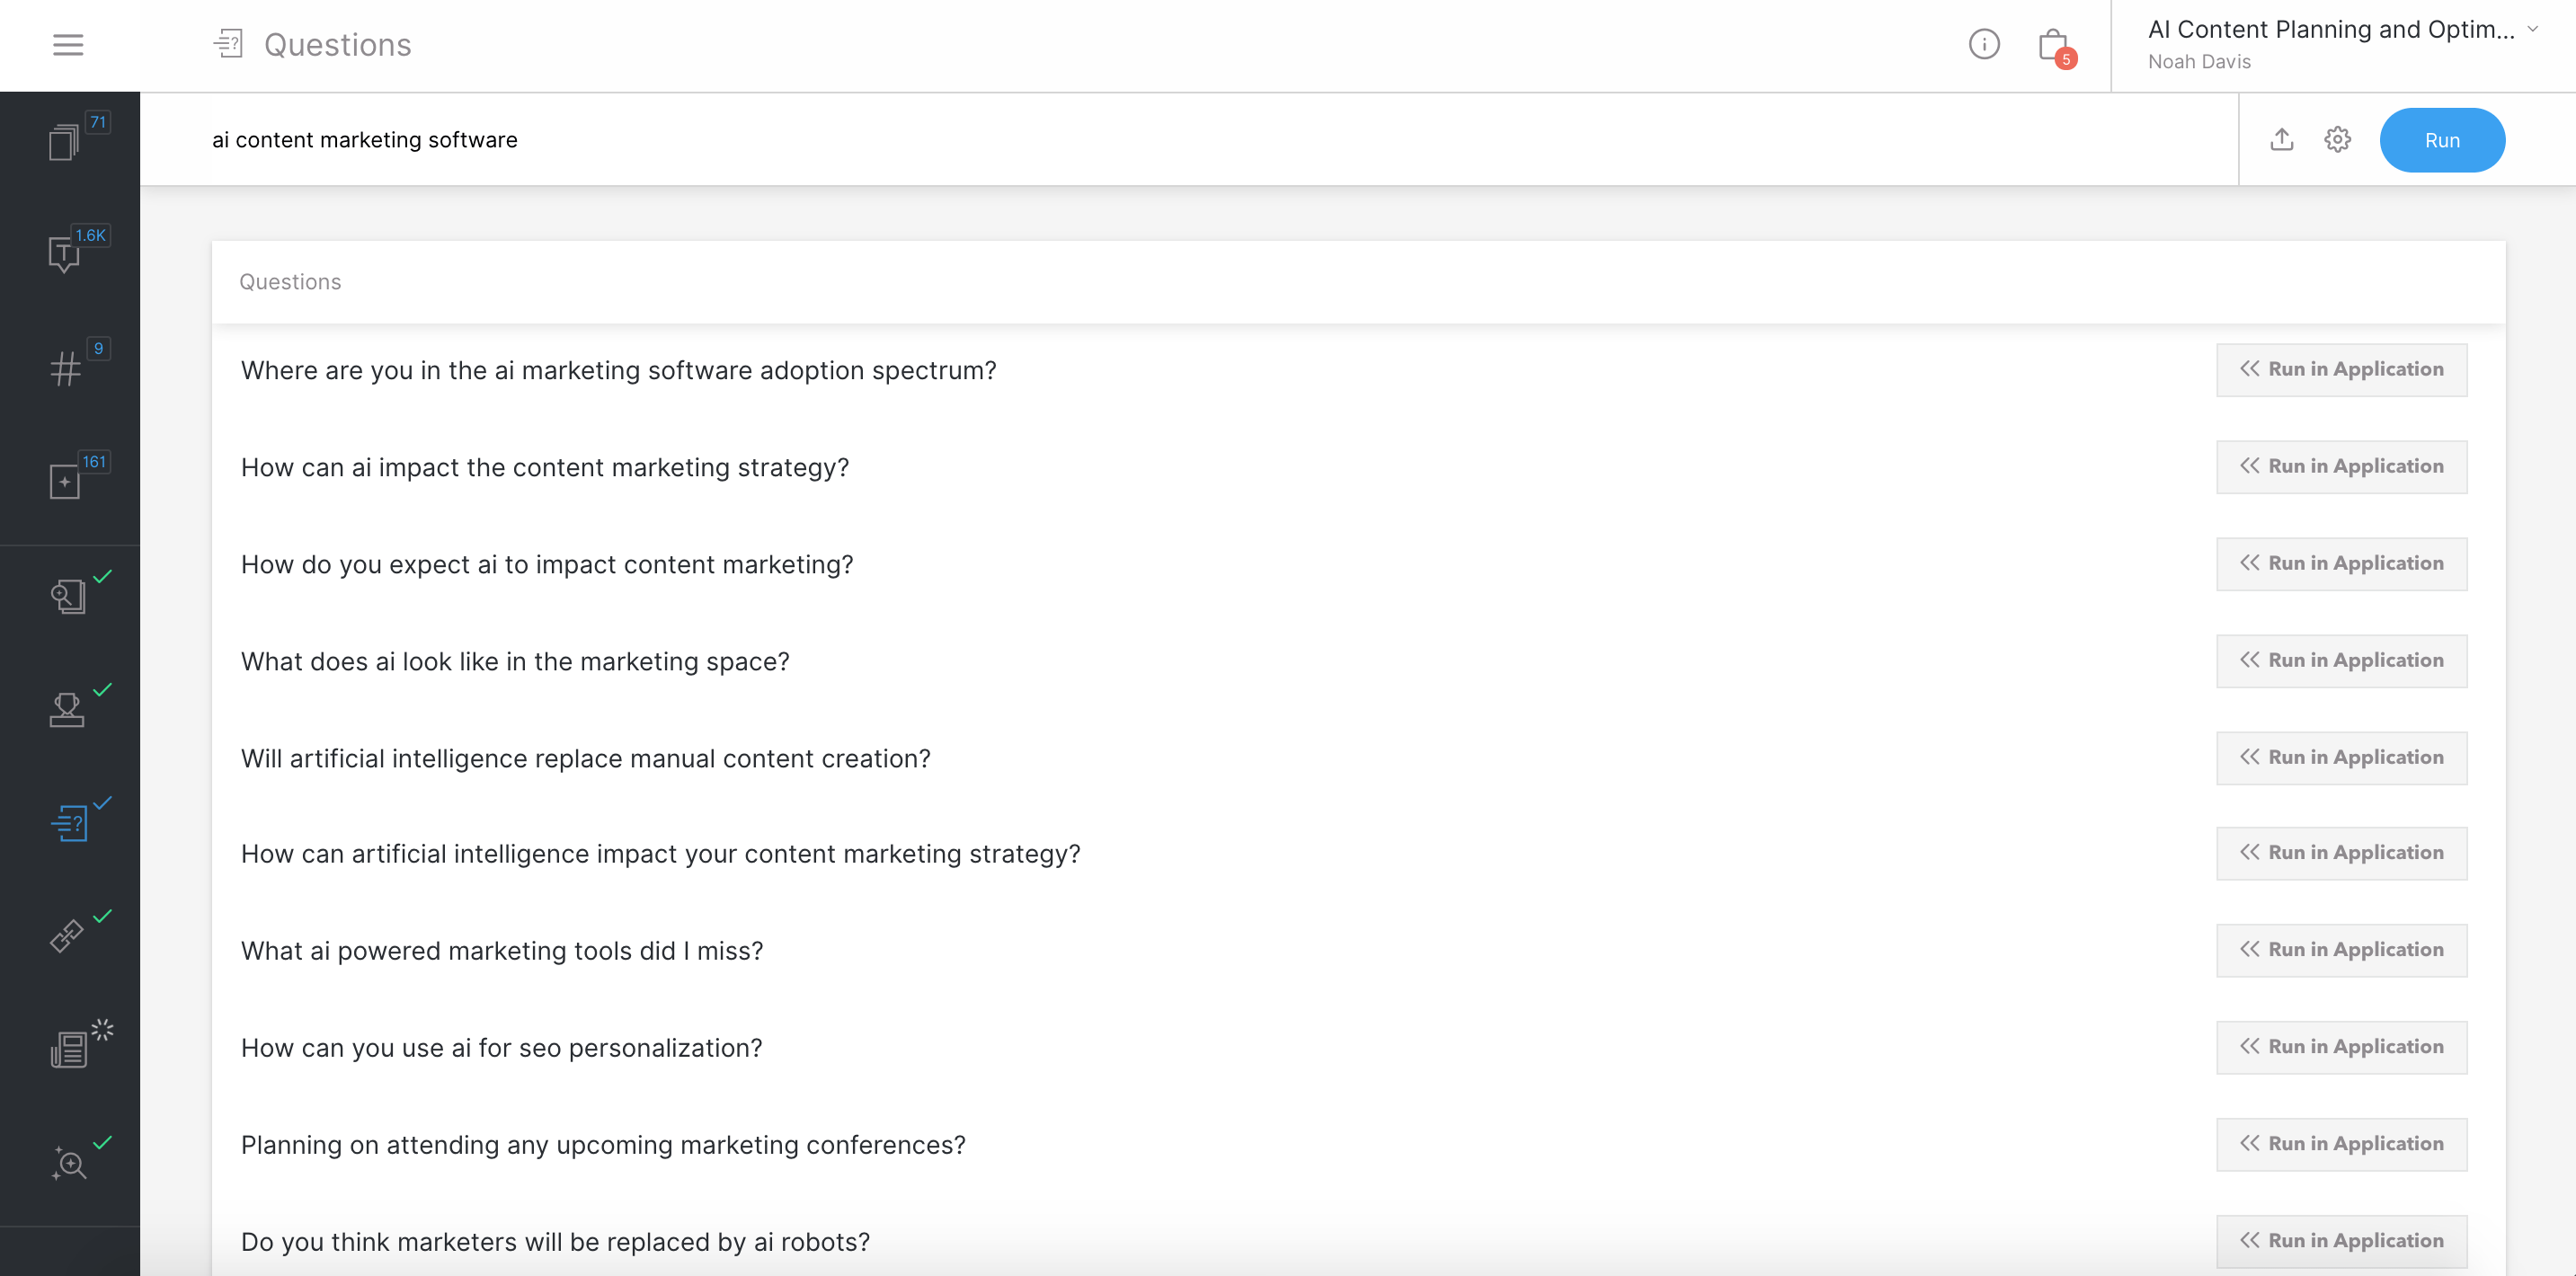 Questions
5
AI Content Planning and Optim...
Noah Davis
ai content marketing software
Run
71
1.6K
T
9
161
Questions
Where are you in the ai marketing software adoption spectrum?
Run in Application
How can ai impact the content marketing strategy?
Run in Application
How do you expect ai to impact content marketing?
Run in Application
What does ai look like in the marketing space?
Run in Application
Will artificial intelligence replace manual content creation?
Run in Application
How can artificial intelligence impact your content marketing strategy?
Run in Application
What ai powered marketing tools did I miss?
Run in Application
How can you use ai for seo personalization?
Run in Application
Planning on attending any upcoming marketing conferences?
Run in Application
Do you think marketers will be replaced by ai robots?
Run in Application